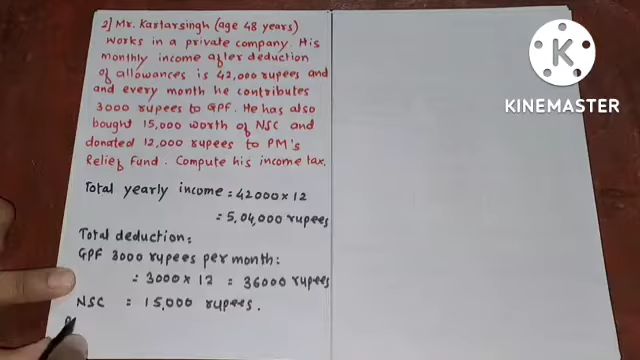 2] Mr. Kartarsingh (age 48 years)
works in a private company. His
monthly income after deduction
of allowances is 42,000 rupees and
and every month he contributes
3000 rupees to GPF. He has also
bought 15,000 worth of NSC and
donated 12,000 rupees to PM's
Relief Fund. Compute his income tax.
Total yearly income = 42000 × 12
= 5,04,000 rupees
Total deduction:
GPF 3000 rupees per month:
= 3000 × 12 = 36000 rupees
NSC = 15,000 rupees.
K
KINEMASTER